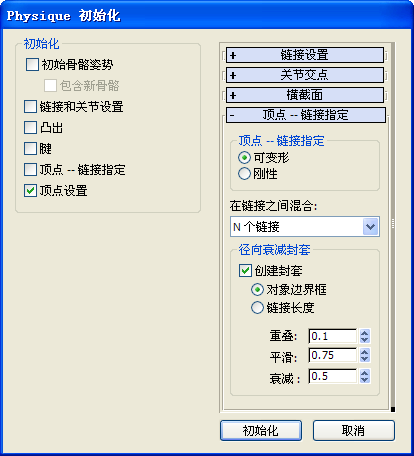 Physique 初始化
初始化
初始骨骼姿势
包含新骨骼
链接和关节设置
凸出
腱
顶点 -- 链接指定
顶点设置
+ 链接设置
+ 关节交点
+ 横截面
- 顶点 -- 链接指定
顶点 -- 链接指定
可变形
刚性
在链接之间混合:
N 个链接
径向衰减封套
创建封套
对象边界框
链接长度
重叠: 0.1
平滑: 0.75
衰减: 0.5
初始化
取消